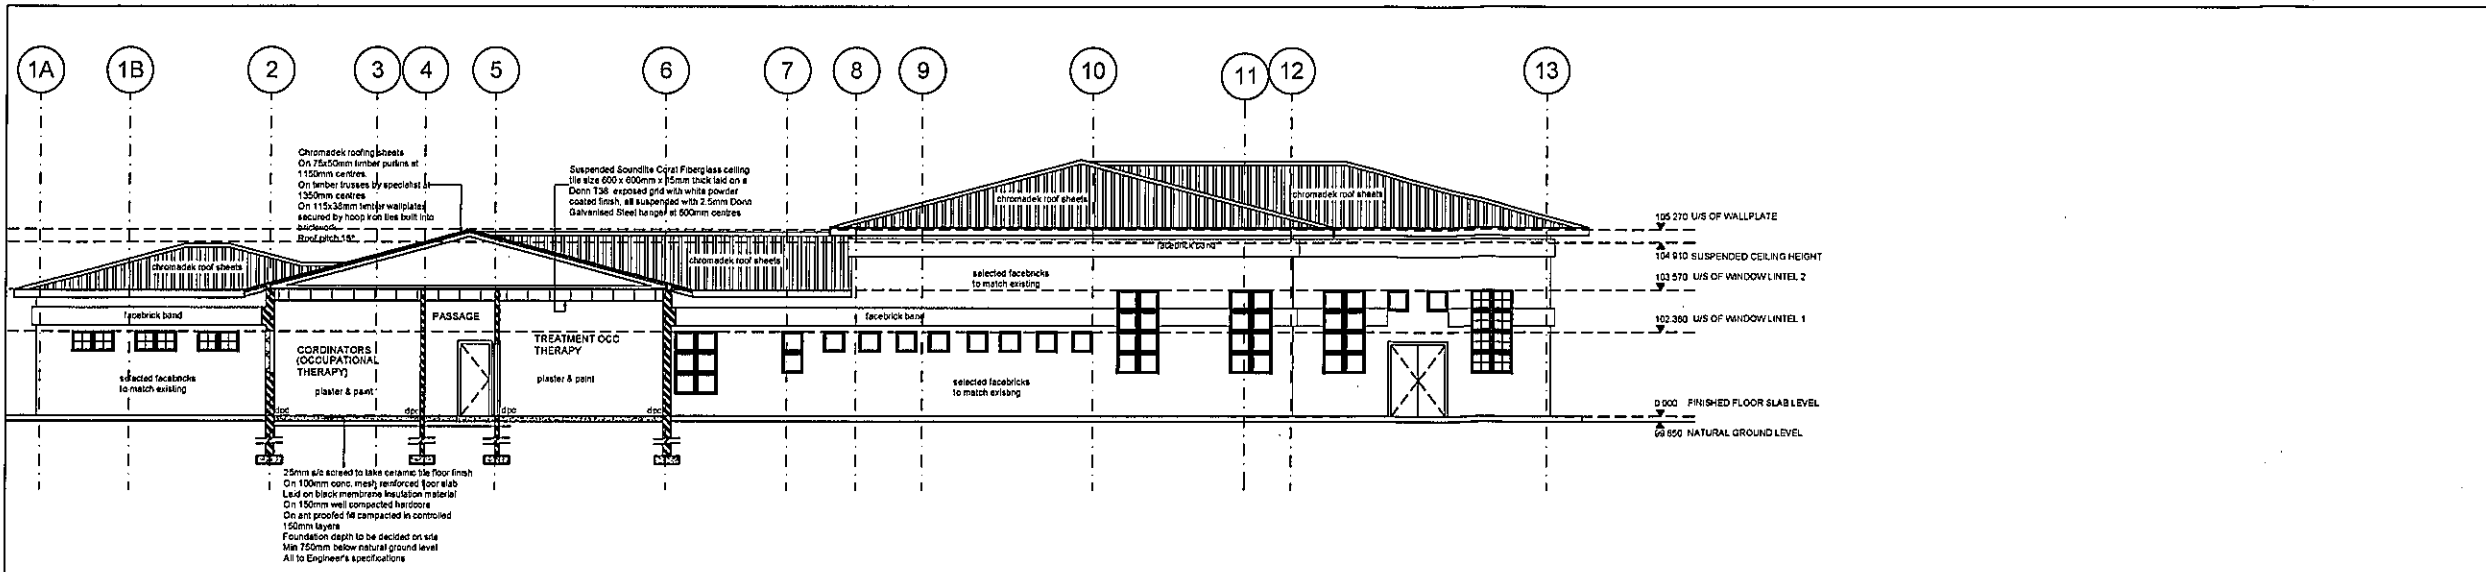 1A
1B
2
3
4
5
6
7
8
9
10
11
12
13
Chromadek roofing sheets
On 75x50mm timber purlins at
1150mm centres.
On timber trusses by specialist at
1350mm centres
On 115x38mm timber wallplates
secured by hoop iron ties built into
brickwork.
Roof pitch
Suspended Soundlite Coral Fiberglass ceiling
tile size 600 x 600mm x 15mm thick laid on a
Donn T38 exposed grid with white powder
coated finish, all suspended with 2.5mm Donn
Galvanised Steel hanger at 600mm centres
chromadek roof sheets
chromadek roof sheets
chromadek roof sheets
chromadek roof sheets
facebrick band
facebrick band
facebrick band
selected facebricks
to match existing
selected facebricks
to match existing
selected facebricks
to match existing
PASSAGE
CORDINATORS
(OCCUPATIONAL
THERAPY)
plaster & paint
TREATMENT OCC
THERAPY
plaster & paint
dpc
dpc
dpc
dpc
105.270 U/S OF WALLPLATE
104.910 SUSPENDED CEILING HEIGHT
103.570 U/S OF WINDOW LINTEL 2
102.360 U/S OF WINDOW LINTEL 1
FINISHED FLOOR SLAB LEVEL
NATURAL GROUND LEVEL
25mm s/c screed to take ceramic tile floor finish
On 100mm conc. mesh reinforced floor slab
Laid on black membrane insulation material
On 150mm well compacted hardcore
On ant proofed fill compacted in controlled
150mm layers
Foundation depth to be decided on site
Min 750mm below natural ground level
All to Engineer's specifications